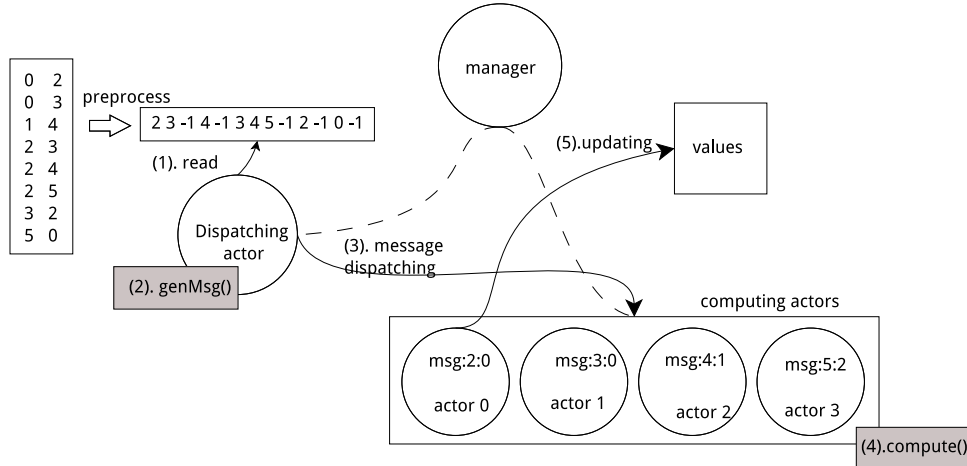 manager
0 2
0 3
1 4
2 3
2 4
2 5
3 2
5 0
preprocess
2 3 -1 4 -1 3 4 5 -1 2 -1 0 -1
(1). read
(5).updating
values
Dispatching
actor
(2). genMsg()
(3). message
dispatching
computing actors
msg:2:0
actor 0
msg:3:0
actor 1
msg:4:1
actor 2
msg:5:2
actor 3
(4).compute()